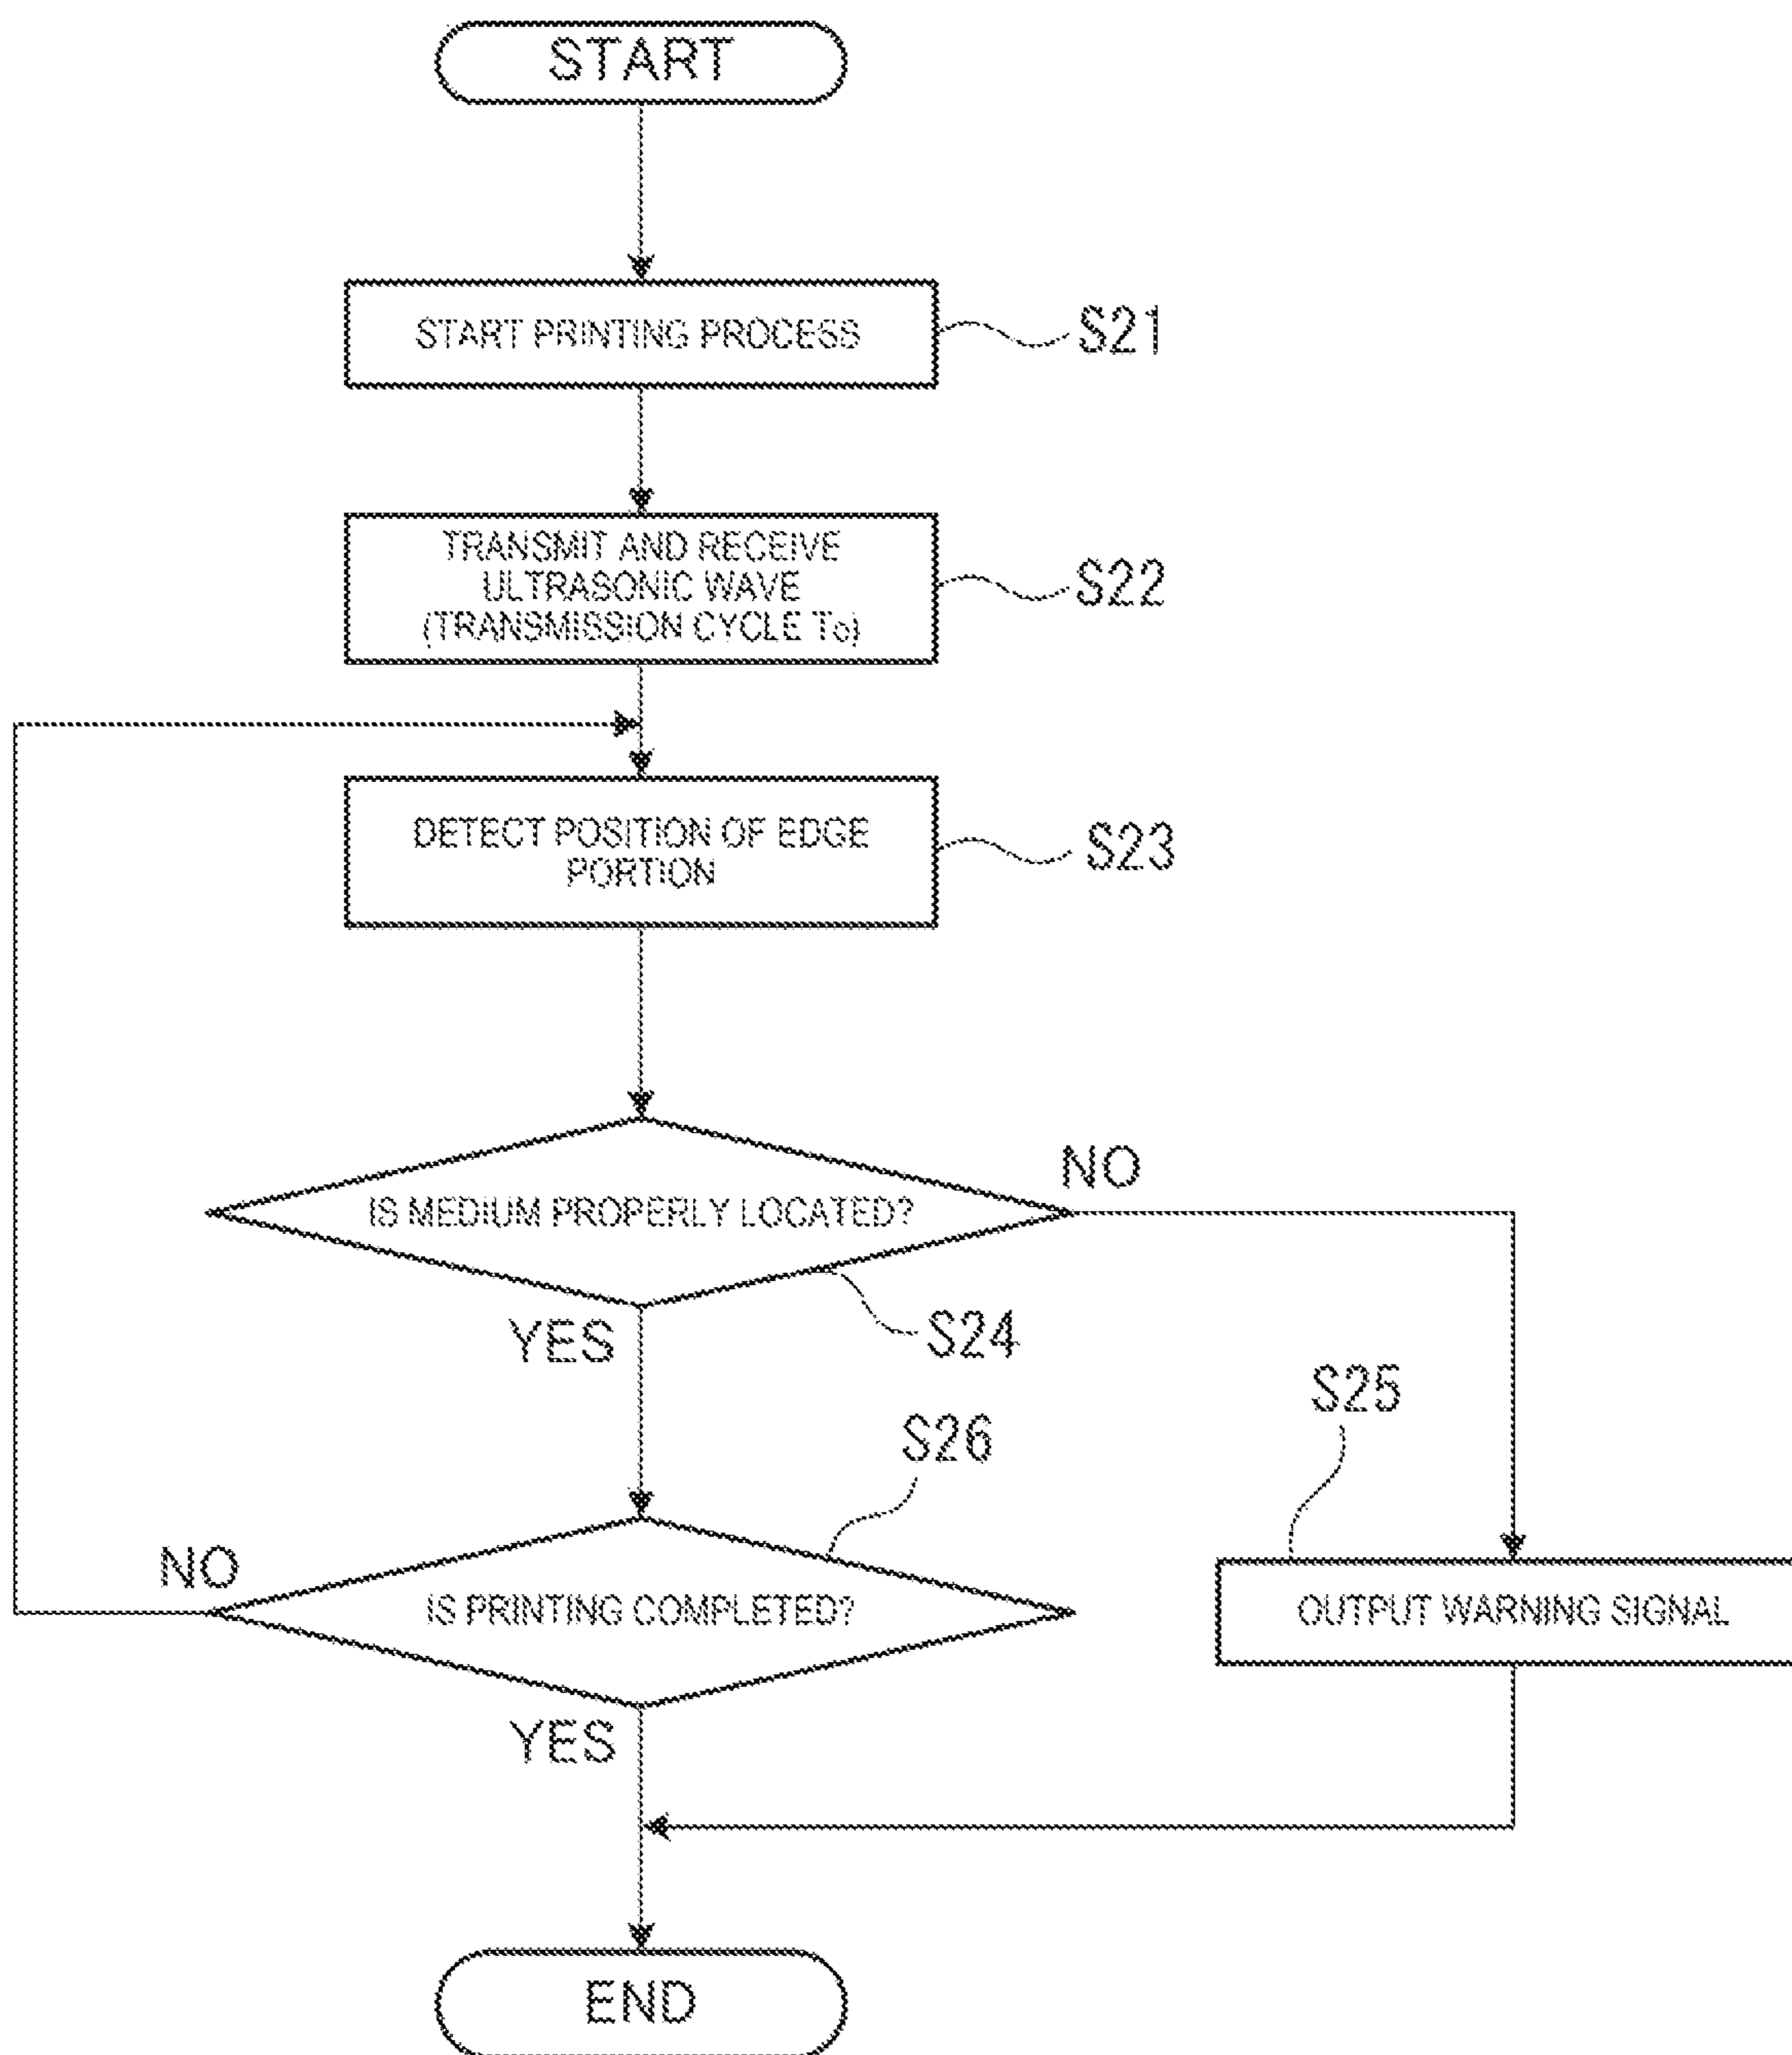 START
START PRINTING PROCESS
S21
TRANSMIT AND RECEIVE
ULTRASONIC WAVE
(TRANSMISSION CYCLE To)
S22
DETECT POSITION OF EDGE
PORTION
S23
IS MEDIUM PROPERLY LOCATED?
NO
YES
S24
S25
S26
NO
IS PRINTING COMPLETED?
OUTPUT WARNING SIGNAL
YES
END